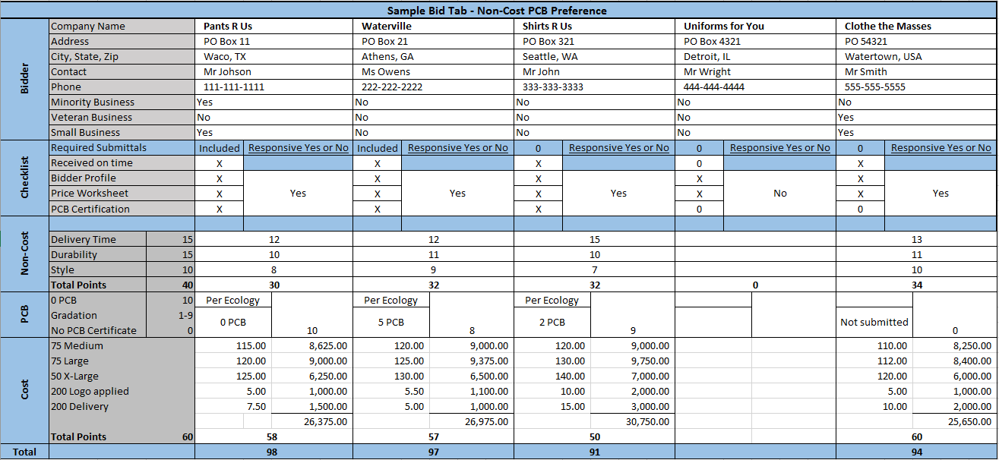 Sample Bid Tab - Non-Cost PCB Preference
Bidder
Company Name Pants R Us Waterville Shirts R Us Uniforms for You Clothe the Masses
Address PO Box 11 PO Box 21 PO Box 321 PO Box 4321 PO 54321
City, State, Zip Waco, TX Athens, GA Seattle, WA Detroit, IL Watertown, USA
Contact Mr Johson Ms Owens Mr John Mr Wright Mr Smith
Phone 111-111-1111 222-222-2222 333-333-3333 444-444-4444 555-555-5555
Minority Business Yes No No No No
Veteran Business No No No No Yes
Small Business Yes No No No Yes
Checklist
Required Submittals Included Responsive Yes or No Included Responsive Yes or No 0 Responsive Yes or No 0 Responsive Yes or No 0 Responsive Yes or No
Received on time X X X 0 X
Bidder Profile X X X X X
Price Worksheet X Yes X Yes X Yes X No X Yes
PCB Certification X X X 0 0
Non-Cost
Delivery Time 15 12 12 15 13
Durability 15 10 11 10 11
Style 10 8 9 7 10
Total Points 40 30 32 32 0 34
PCB
0 PCB 10 Per Ecology Per Ecology Per Ecology
Gradation 1-9 0 PCB 5 PCB 2 PCB Not submitted
No PCB Certificate 0 10 8 9 0
Cost
75 Medium 115.00 8,625.00 120.00 9,000.00 120.00 9,000.00 110.00 8,250.00
75 Large 120.00 9,000.00 125.00 9,375.00 130.00 9,750.00 112.00 8,400.00
50 X-Large 125.00 6,250.00 130.00 6,500.00 140.00 7,000.00 120.00 6,000.00
200 Logo applied 5.00 1,000.00 5.50 1,100.00 10.00 2,000.00 5.00 1,000.00
200 Delivery 7.50 1,500.00 5.00 1,000.00 15.00 3,000.00 10.00 2,000.00
26,375.00 26,975.00 30,750.00 25,650.00
Total Points 60 58 57 50 60
Total 98 97 91 94